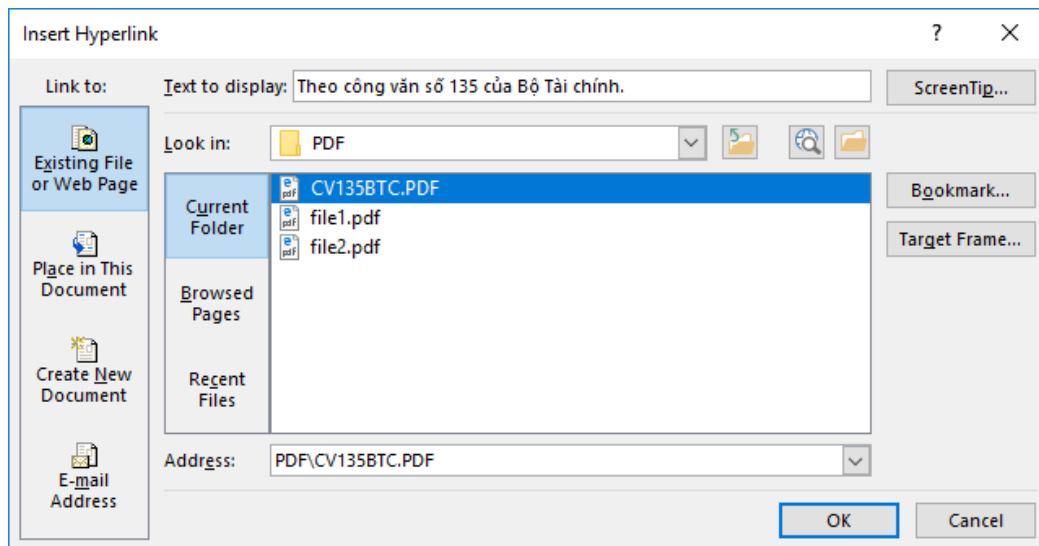 Insert Hyperlink
?
Link to:
Text to display: Theo công văn số 135 của Bộ Tài chính.
ScreenTip...
Existing File
or Web Page
Look in:
PDF
Current
Folder
CV135BTC.PDF
file1.pdf
file2.pdf
Bookmark...
Target Frame...
Place in This
Document
Browsed
Pages
Create New
Document
Recent
Files
E-mail
Address
Address: PDF\CV135BTC.PDF
OK
Cancel